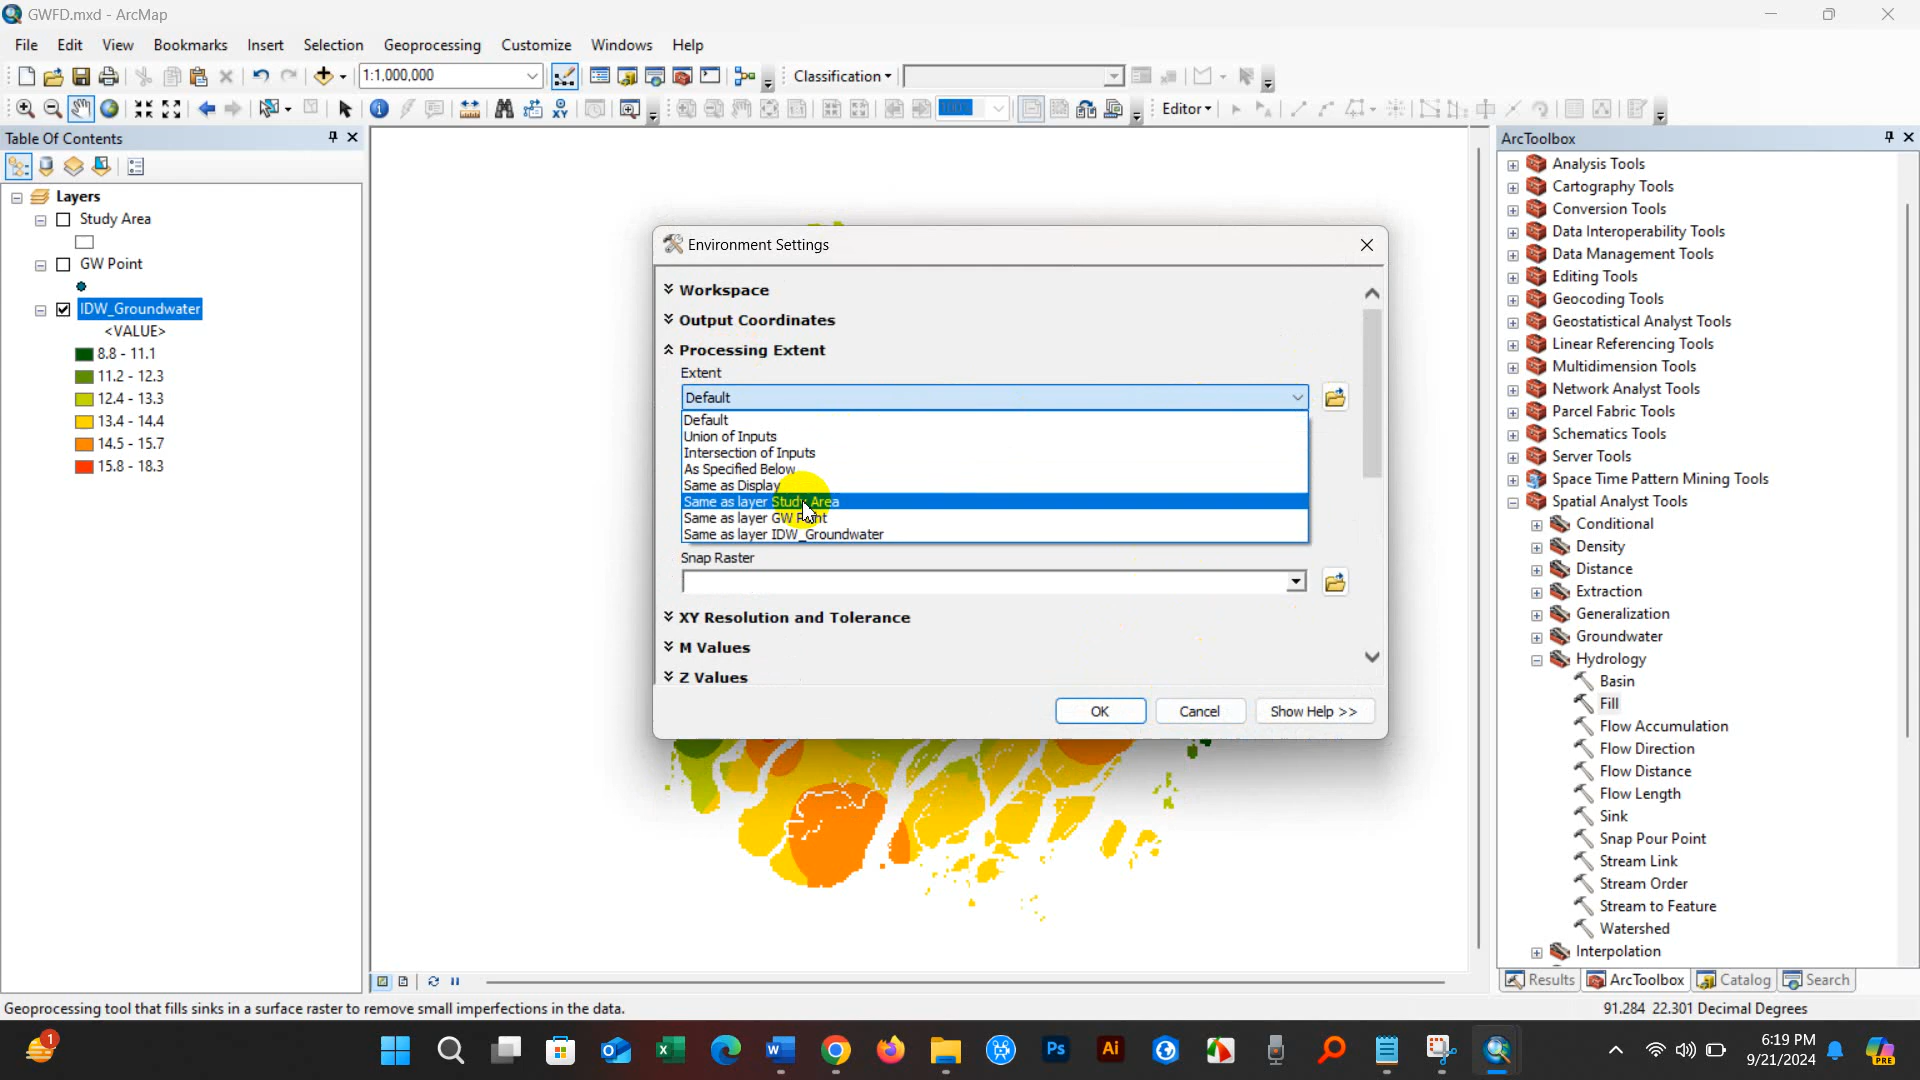 GWFD.mxd - ArcMap
File Edit View Bookmarks Insert Selection Geoprocessing Customize Windows Help
1:1,000,000 Classification
100% Editor
Table Of Contents
ArcToolbox
Layers
Study Area
GW Point
IDW_Groundwater
<VALUE>
8.8 - 11.1
11.2 - 12.3
12.4 - 13.3
13.4 - 14.4
14.5 - 15.7
15.8 - 18.3
Environment Settings
Workspace
Output Coordinates
Processing Extent
Extent
Default
Default
Union of Inputs
Intersection of Inputs
As Specified Below
Same as Display
Same as layer Study Area
Same as layer GW Point
Same as layer IDW_Groundwater
Snap Raster
XY Resolution and Tolerance
M Values
Z Values
OK Cancel Show Help >>
Analysis Tools
Cartography Tools
Conversion Tools
Data Interoperability Tools
Data Management Tools
Editing Tools
Geocoding Tools
Geostatistical Analyst Tools
Linear Referencing Tools
Multidimension Tools
Network Analyst Tools
Parcel Fabric Tools
Schematics Tools
Server Tools
Space Time Pattern Mining Tools
Spatial Analyst Tools
Conditional
Density
Distance
Extraction
Generalization
Groundwater
Hydrology
Basin
Fill
Flow Accumulation
Flow Direction
Flow Distance
Flow Length
Sink
Snap Pour Point
Stream Link
Stream Order
Stream to Feature
Watershed
Interpolation
Results ArcToolbox Catalog Search
Geoprocessing tool that fills sinks in a surface raster to remove small imperfections in the data.
91.284 22.301 Decimal Degrees
1
Ps
Ai
6:19 PM
9/21/2024
PRE